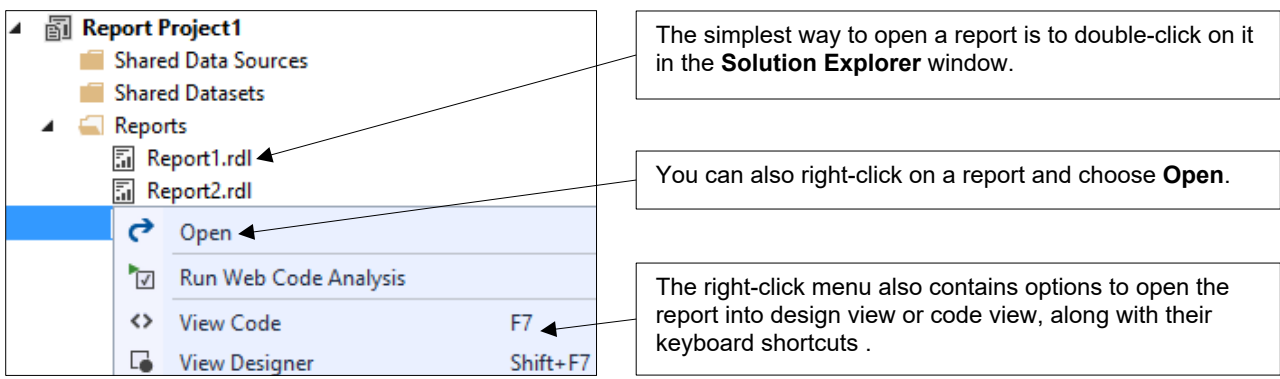 Report Project1
Shared Data Sources
Shared Datasets
Reports
Report1.rdl
Report2.rdl
Open
Run Web Code Analysis
View Code F7
View Designer Shift+F7
The simplest way to open a report is to double-click on it
in the Solution Explorer window.
You can also right-click on a report and choose Open.
The right-click menu also contains options to open the
report into design view or code view, along with their
keyboard shortcuts .